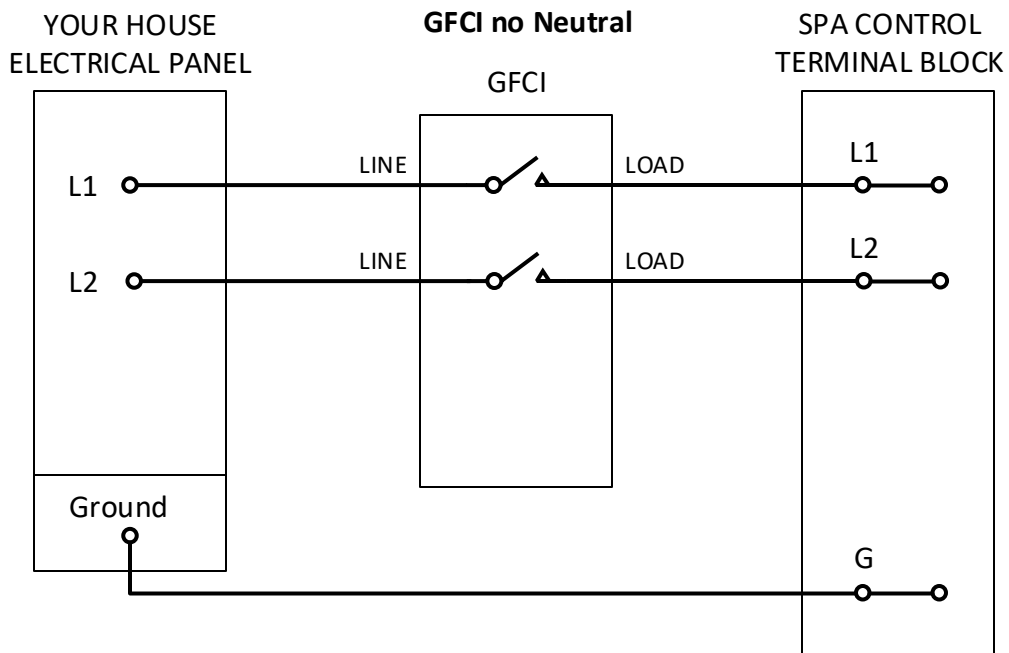 YOUR HOUSE
ELECTRICAL PANEL
GFCI no Neutral
GFCI
SPA CONTROL
TERMINAL BLOCK
L1
LINE
LOAD
L1
L2
LINE
LOAD
L2
Ground
G